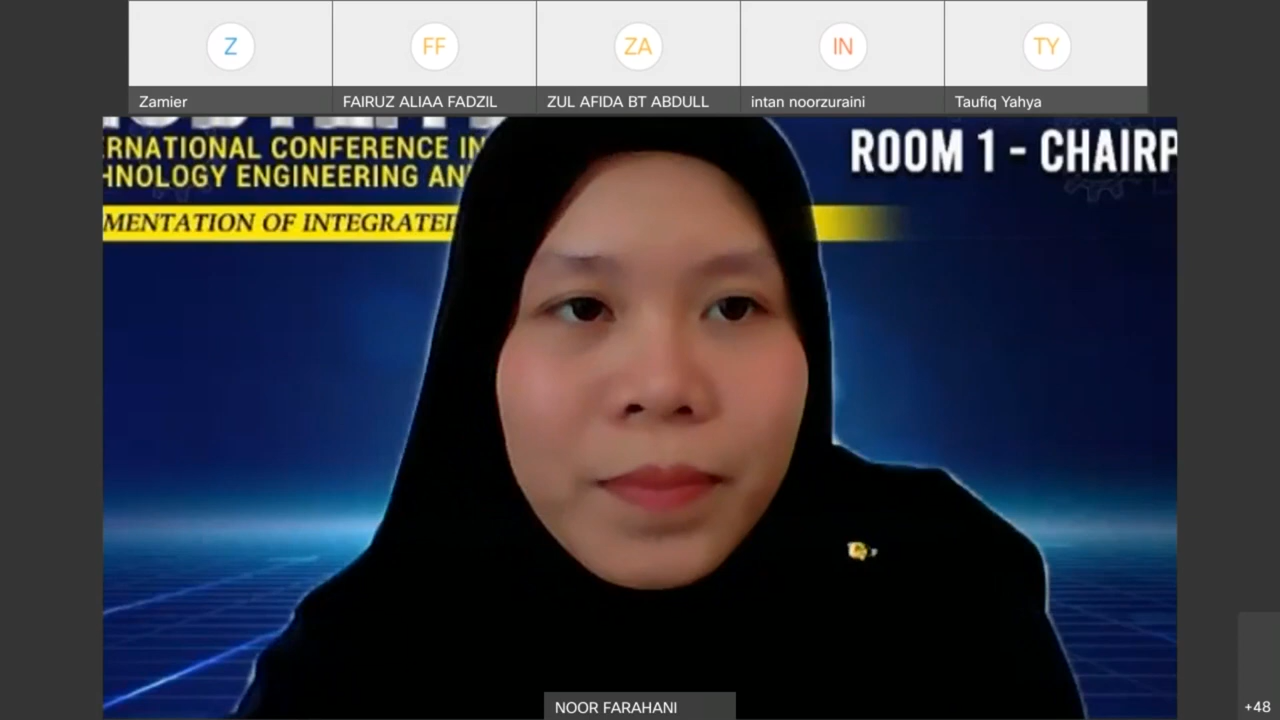 Z
FF
ZA
IN
TY
Zamier
FAIRUZ ALIAA FADZIL
ZUL AFIDA BT ABDULL
intan noorzuraini
Taufiq Yahya
RNATIONAL CONFERENCE IN
HNOLOGY ENGINEERING AN
MENTATION OF INTEGRATED
ROOM 1 - CHAIRP
NOOR FARAHANI
+48